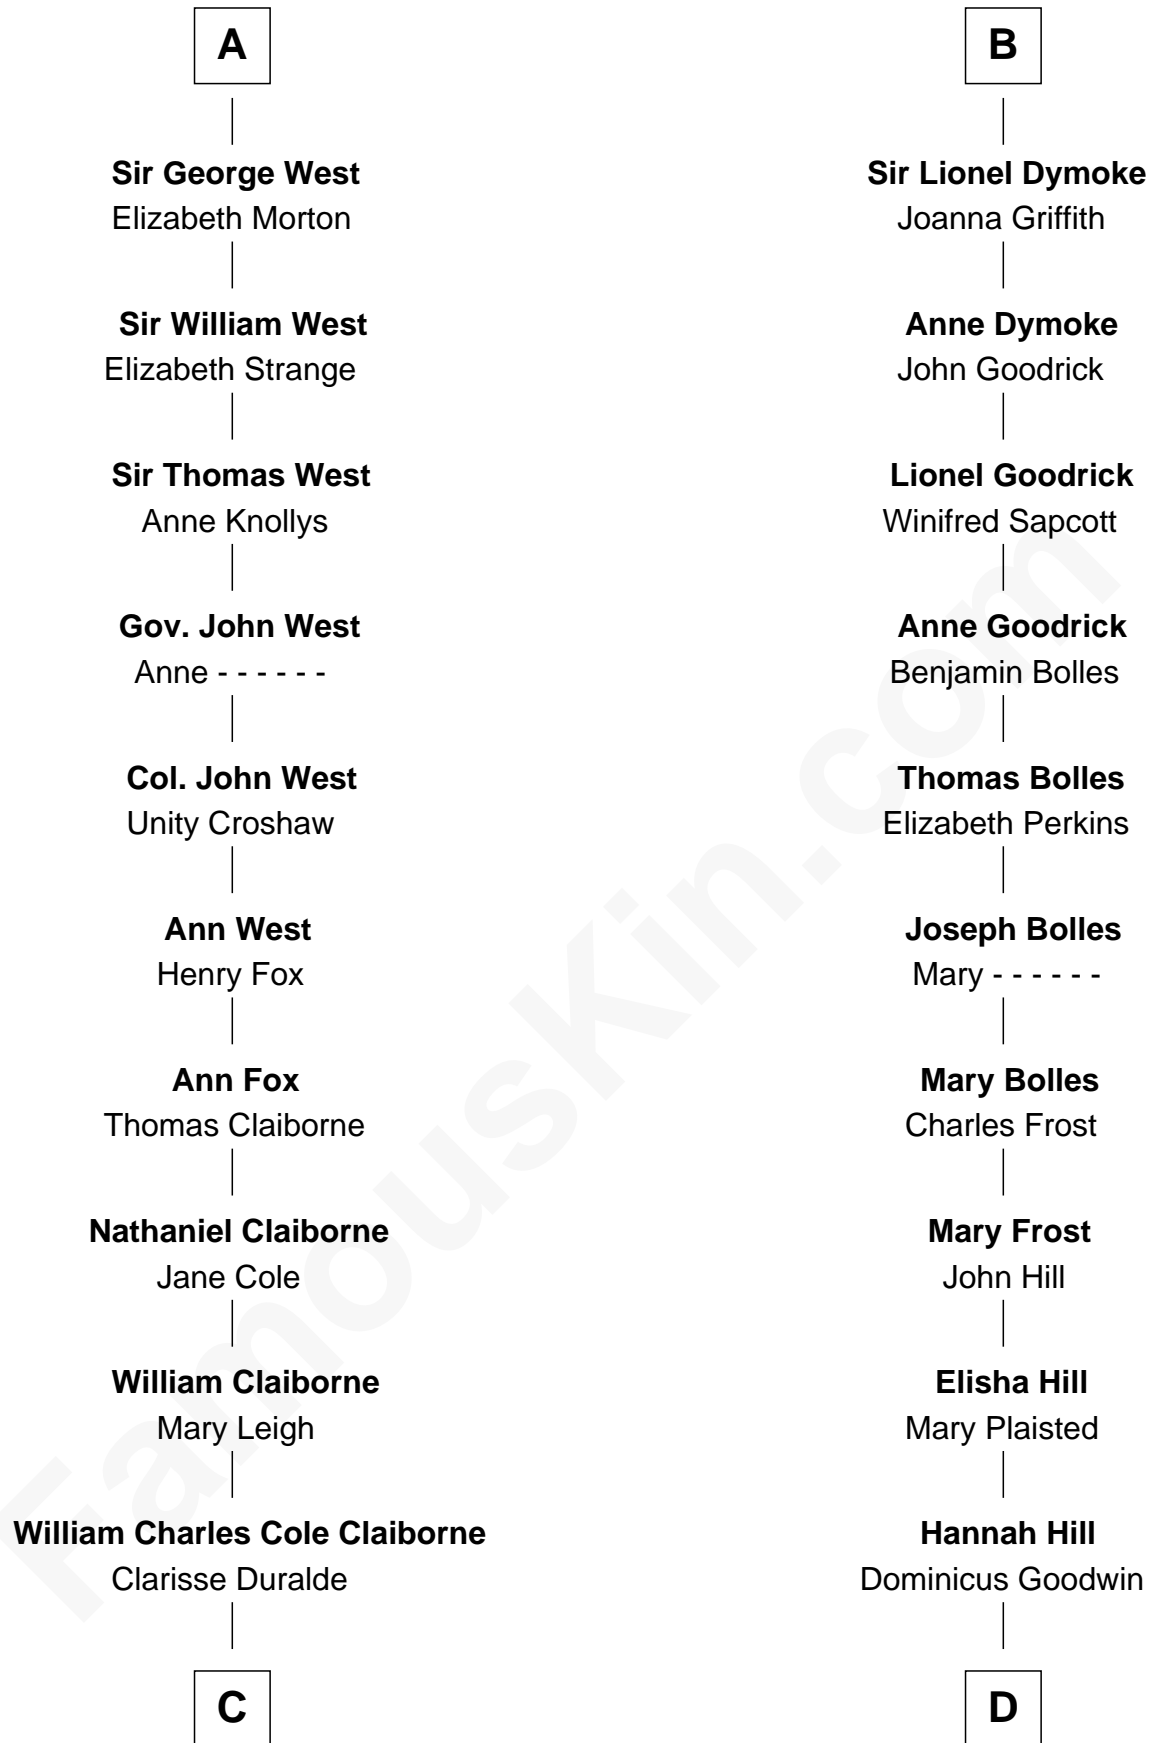 A
Sir George West
Elizabeth Morton
Sir William West
Elizabeth Strange
Sir Thomas West
Anne Knollys
Gov. John West
Anne - - - - - -
Col. John West
Unity Croshaw
Ann West
Henry Fox
Ann Fox
Thomas Claiborne
Nathaniel Claiborne
Jane Cole
William Claiborne
Mary Leigh
William Charles Cole Claiborne
Clarisse Duralde
C
B
Sir Lionel Dymoke
Joanna Griffith
Anne Dymoke
John Goodrick
Lionel Goodrick
Winifred Sapcott
Anne Goodrick
Benjamin Bolles
Thomas Bolles
Elizabeth Perkins
Joseph Bolles
Mary - - - - - -
Mary Bolles
Charles Frost
Mary Frost
John Hill
Elisha Hill
Mary Plaisted
Hannah Hill
Dominicus Goodwin
D
FamousKin.com